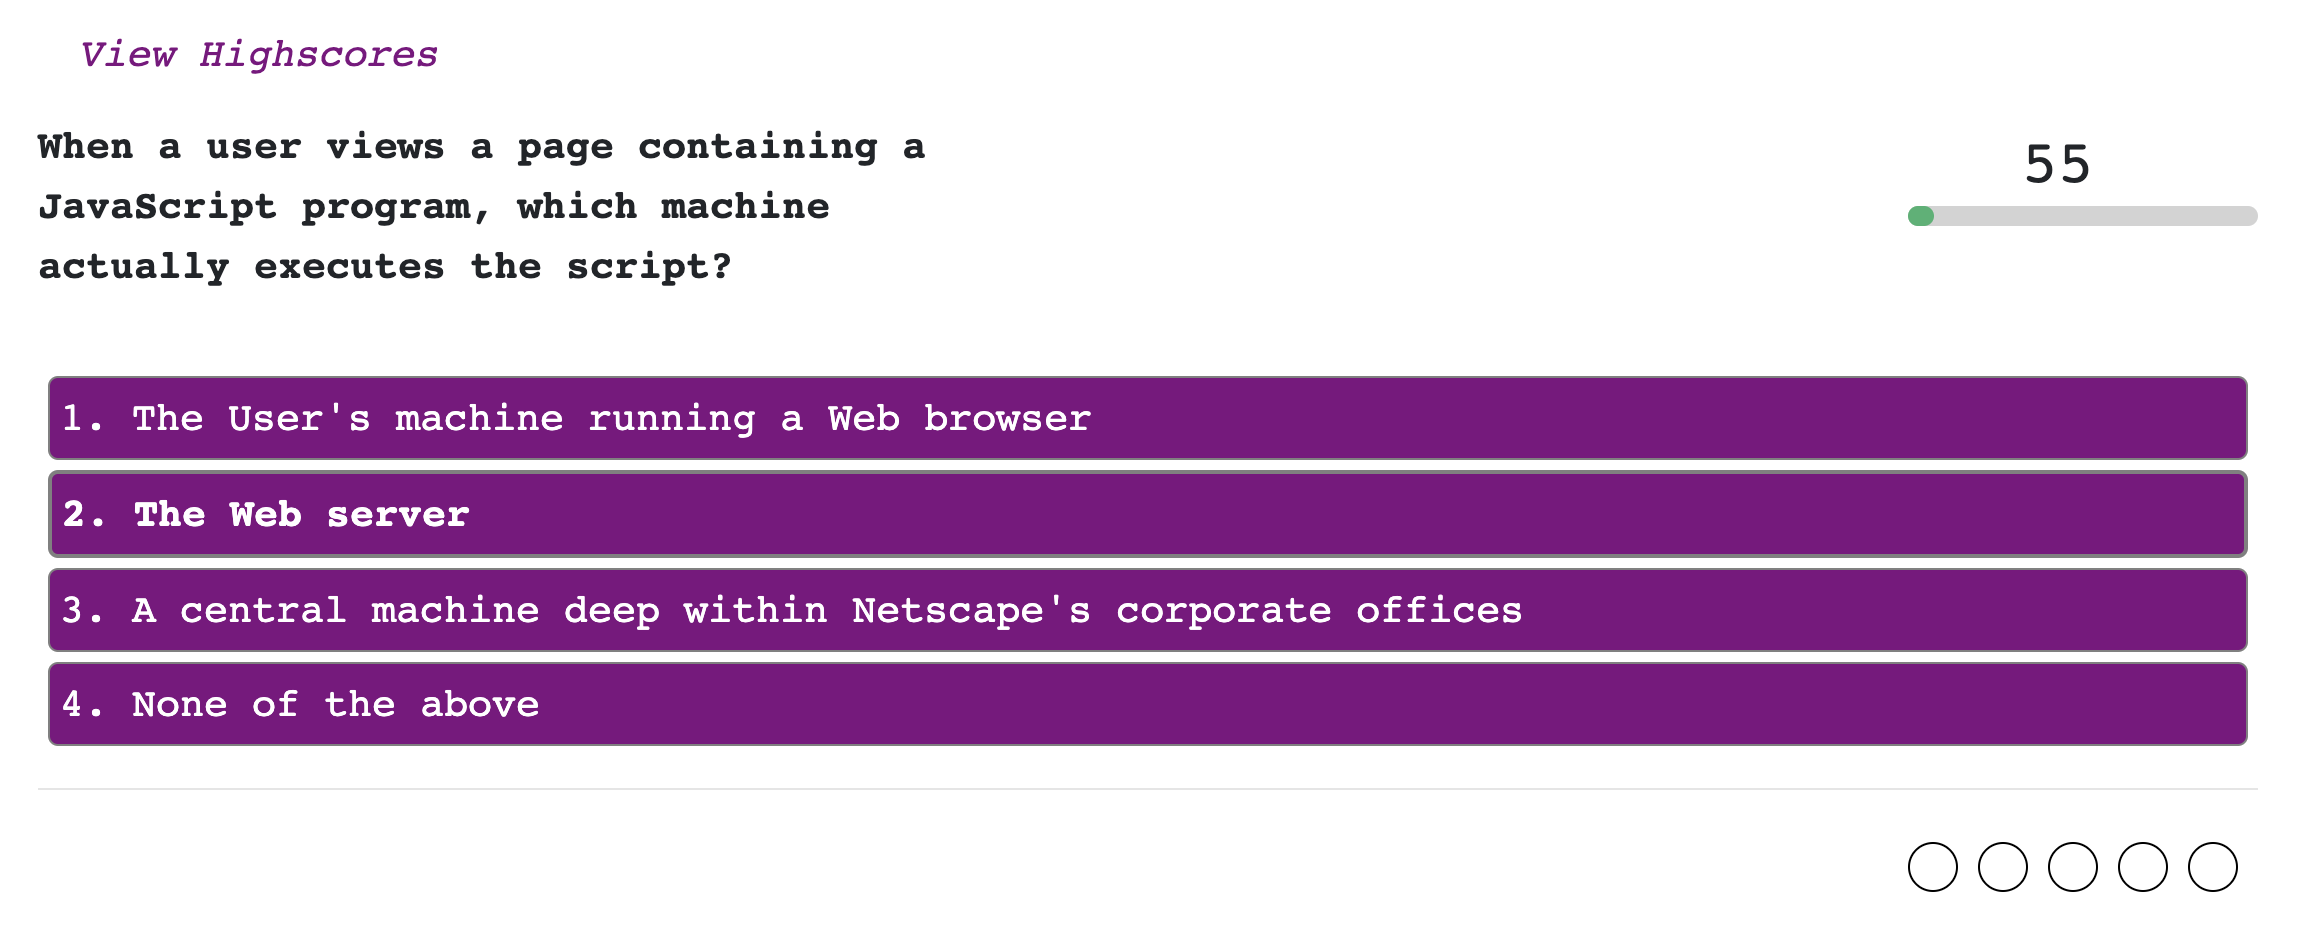 View Highscores
When a user views a page containing a
JavaScript program, which machine
actually executes the script?
55
1. The User's machine running a Web browser
2. The Web server
3. A central machine deep within Netscape's corporate offices
4. None of the above